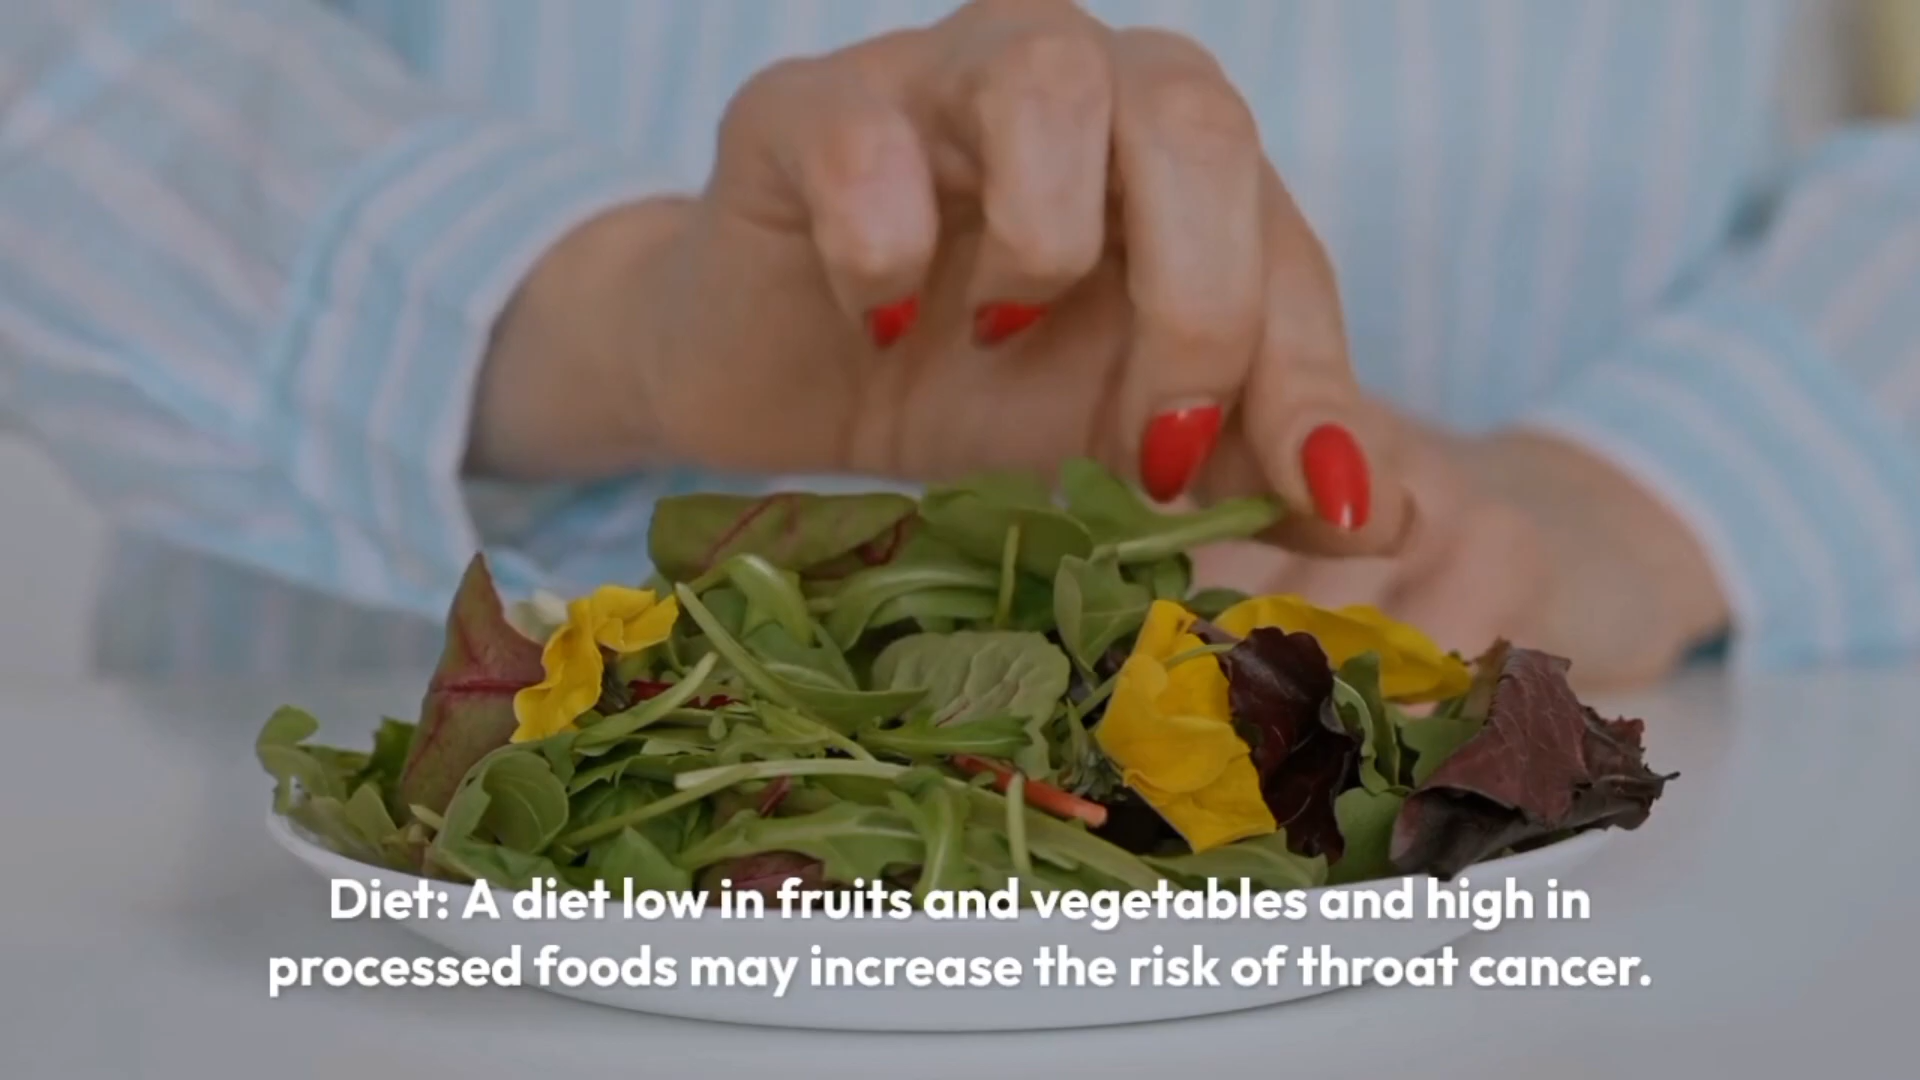 Diet: A diet low in fruits and vegetables and high in
processed foods may increase the risk of throat cancer.